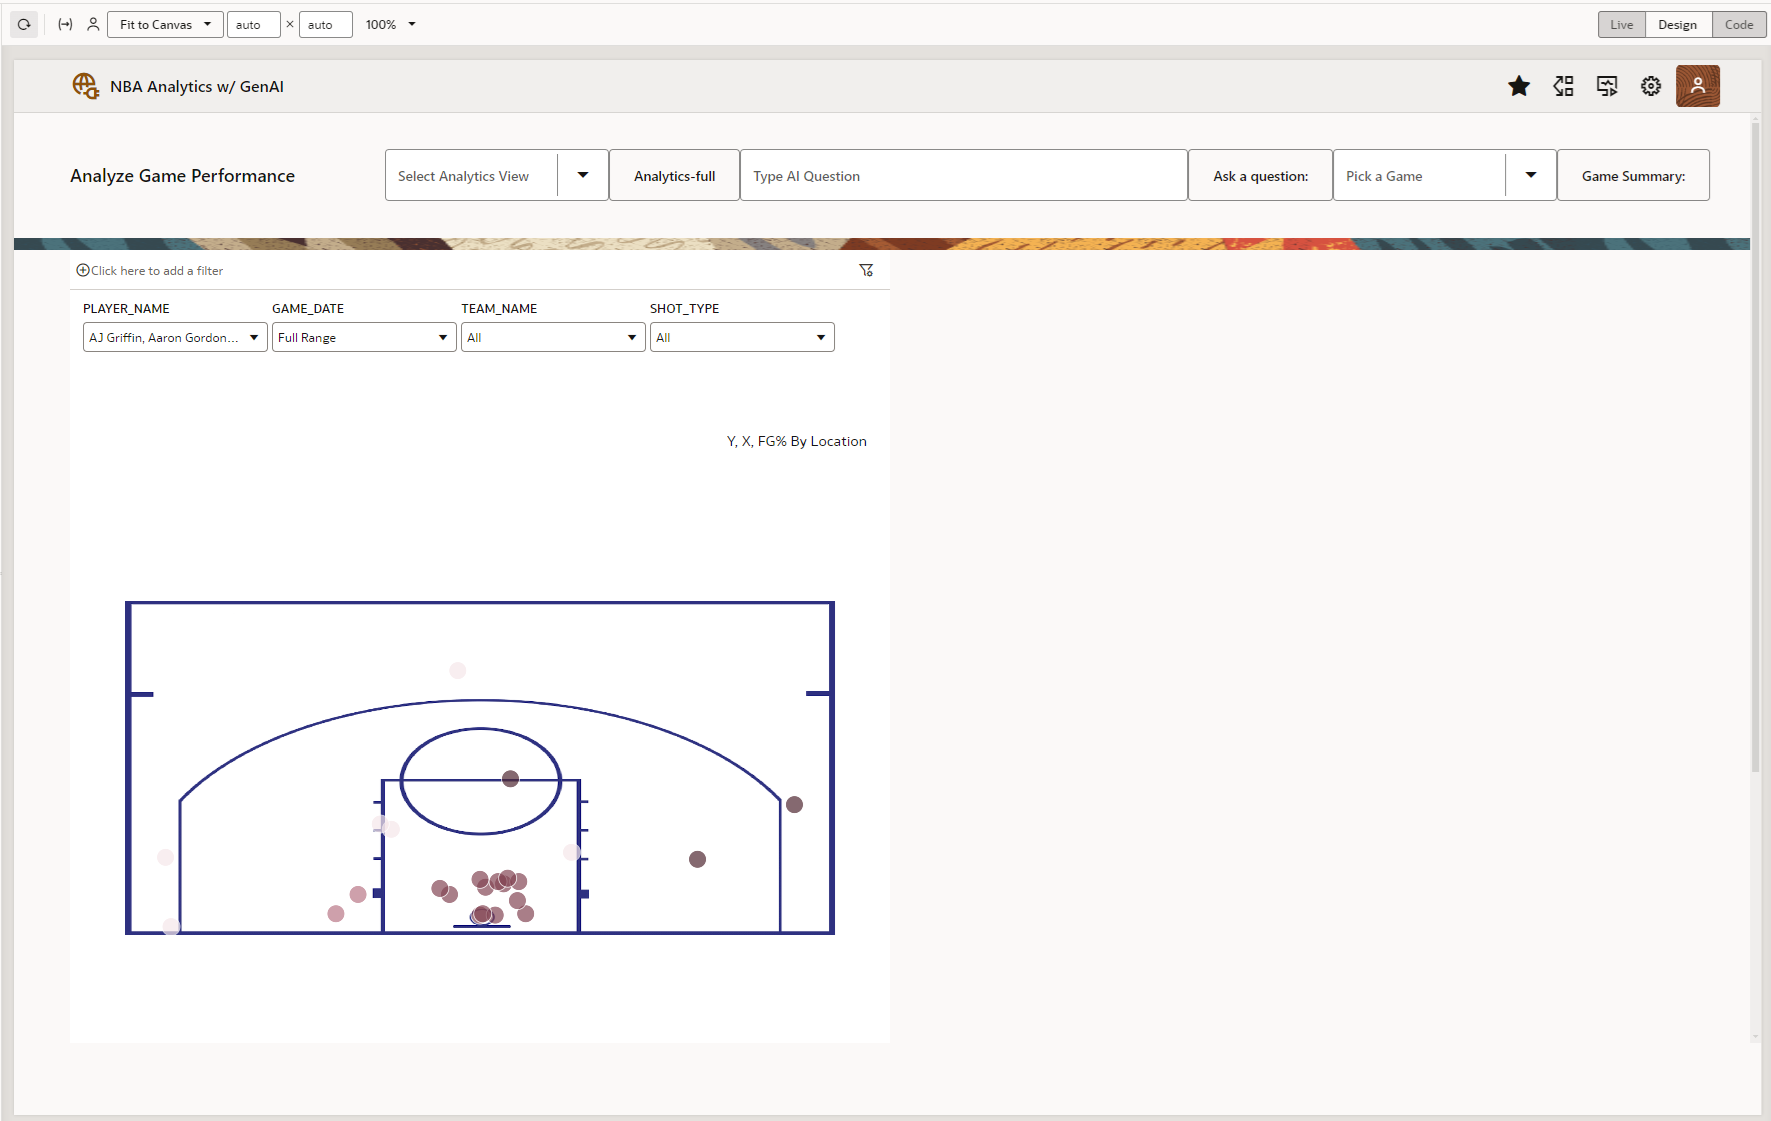 Fit to Canvas auto × auto 100% Live Design Code
NBA Analytics w/ GenAI
Analyze Game Performance Select Analytics View Analytics-full Type AI Question Ask a question: Pick a Game Game Summary:
Click here to add a filter
PLAYER_NAME GAME_DATE TEAM_NAME SHOT_TYPE
AJ Griffin, Aaron Gordon... Full Range All All
Y, X, FG% By Location